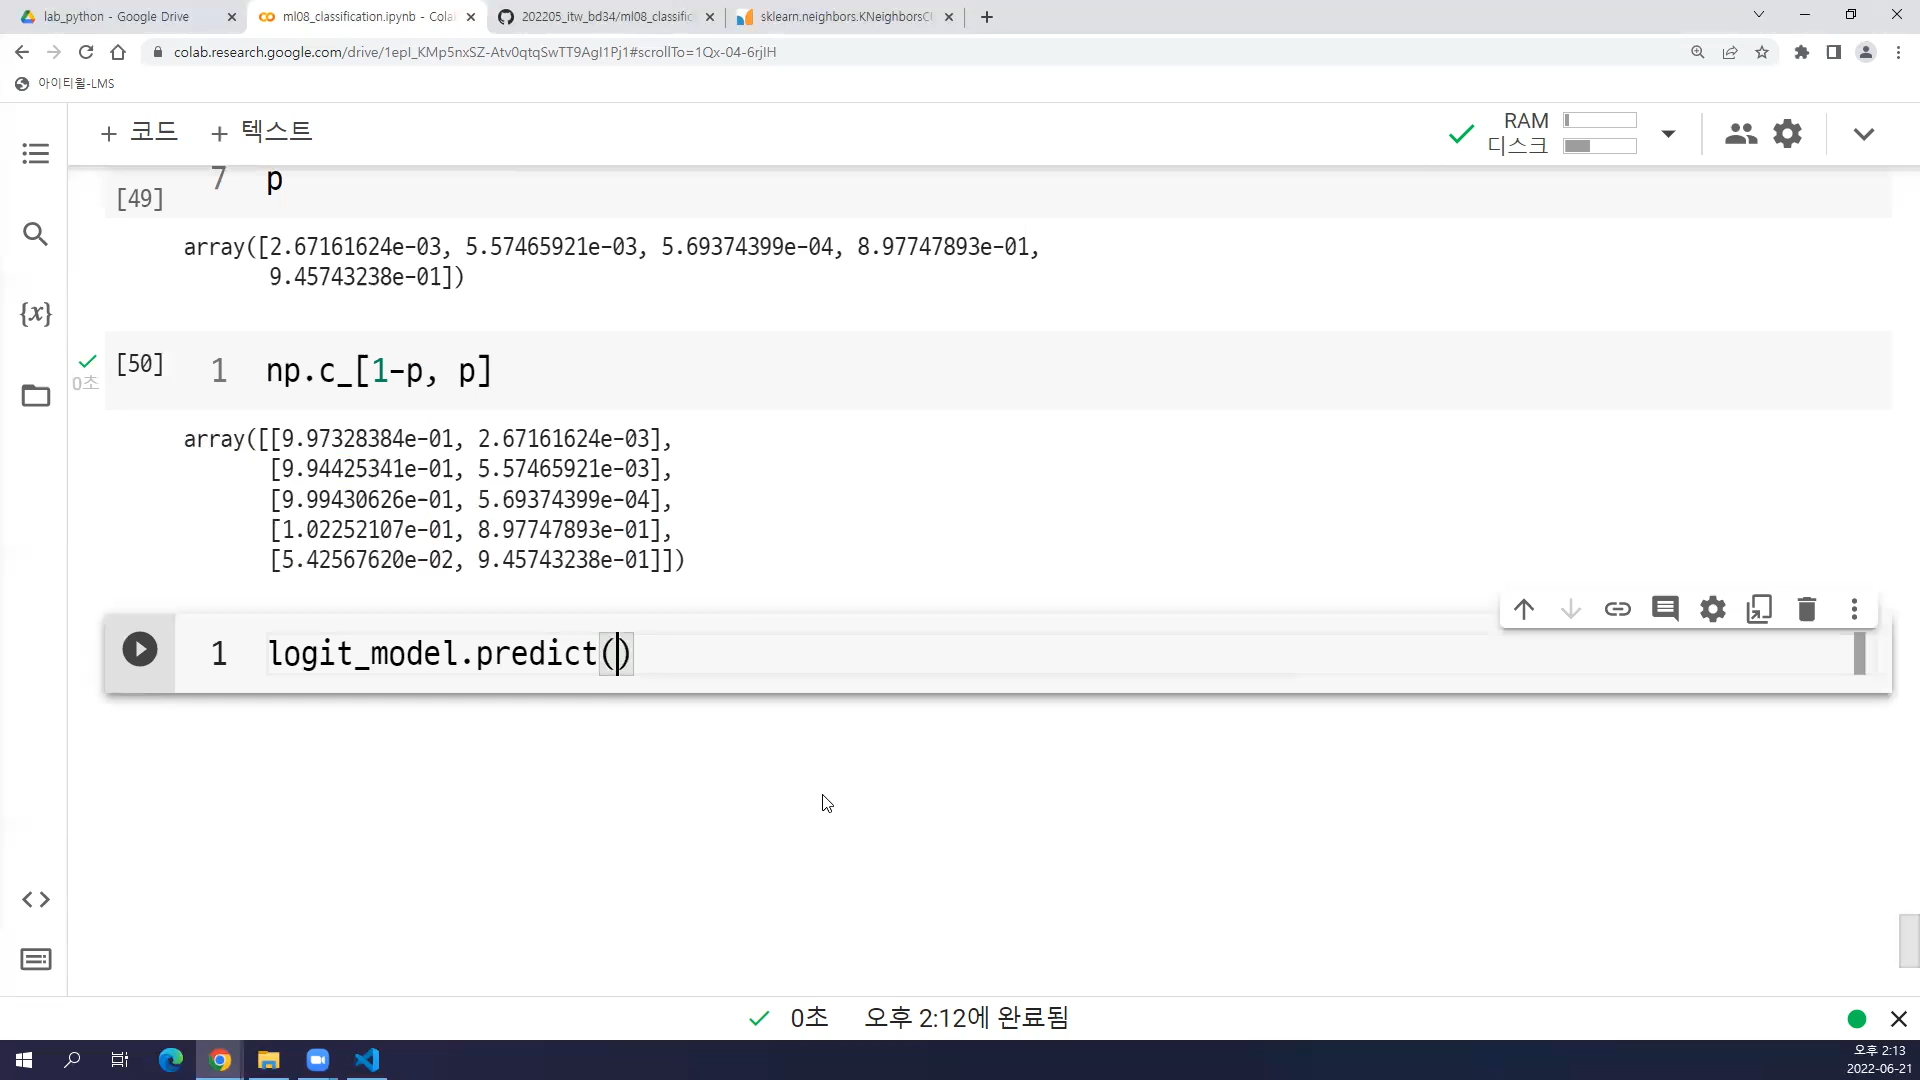 lab_python - Google Drive
ml08_classification.ipynb - Cola
202205_itw_bd34/ml08_classific
sklearn.neighbors.KNeighborsCl
colab.research.google.com/drive/1epI_KMp5nxSZ-Atv0qtqSwTT9AgI1Pj1#scrollTo=1Qx-04-6rjIH
아이티윌-LMS
+ 코드
+ 텍스트
RAM
디스크
7 p
[49]
array([2.67161624e-03, 5.57465921e-03, 5.69374399e-04, 8.97747893e-01,
9.45743238e-01])
{x}
[50]
1 np.c_[1-p, p]
0초
array([[9.97328384e-01, 2.67161624e-03],
[9.94425341e-01, 5.57465921e-03],
[9.99430626e-01, 5.69374399e-04],
[1.02252107e-01, 8.97747893e-01],
[5.42567620e-02, 9.45743238e-01]])
1 logit_model.predict()
0초 오후 2:12에 완료됨
오후 2:13
2022-06-21